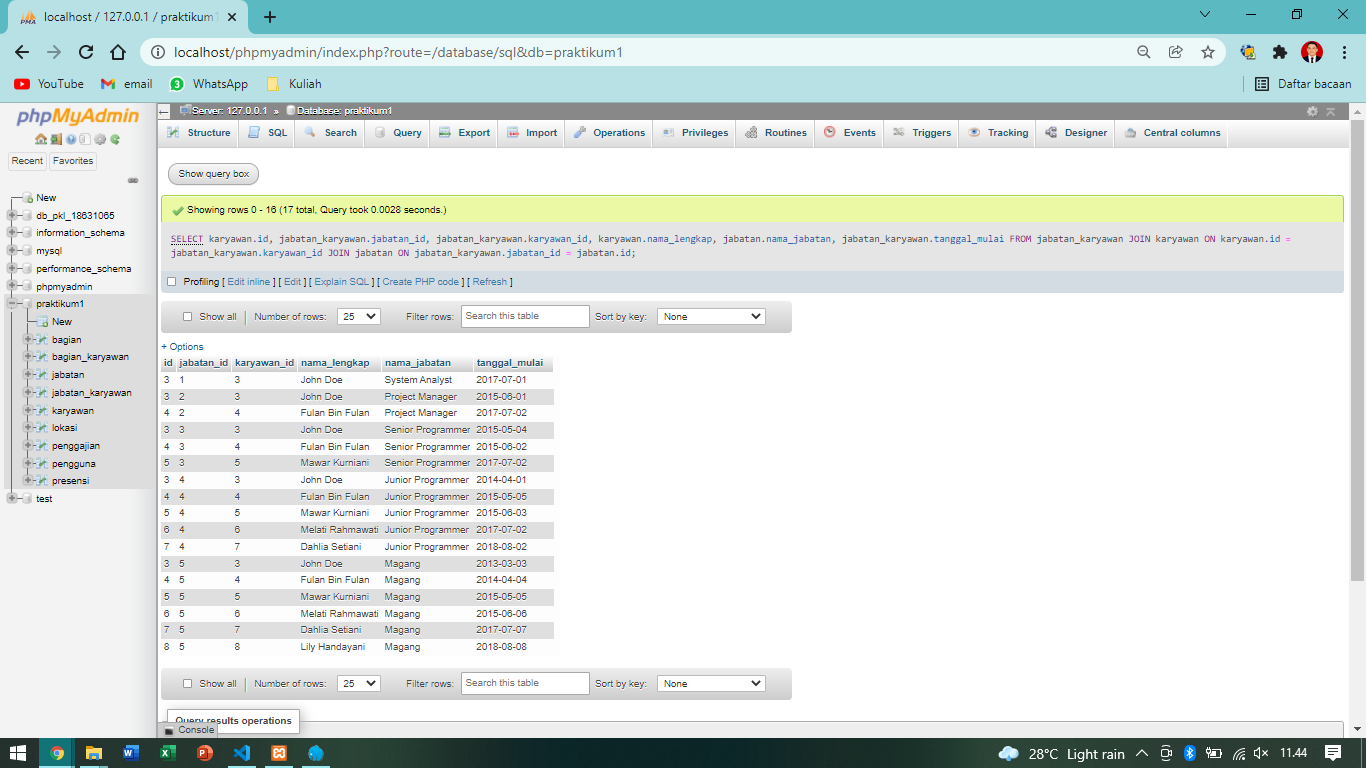 localhost / 127.0.0.1 / praktikum1
localhost/phpmyadmin/index.php?route=/database/sql&db=praktikum1
YouTube email WhatsApp Kuliah Daftar bacaan
phpMyAdmin
Recent Favorites
New
db_pkl_18631065
information_schema
mysql
performance_schema
phpmyadmin
praktikum1
New
bagian
bagian_karyawan
jabatan
jabatan_karyawan
karyawan
lokasi
penggajian
pengguna
presensi
test
Server: 127.0.0.1 » Database: praktikum1
Structure SQL Search Query Export Import Operations Privileges Routines Events Triggers Tracking Designer Central columns
Show query box
Showing rows 0 - 16 (17 total, Query took 0.0028 seconds.)
SELECT karyawan.id, jabatan_karyawan.jabatan_id, jabatan_karyawan.karyawan_id, karyawan.nama_lengkap, jabatan.nama_jabatan, jabatan_karyawan.tanggal_mulai FROM jabatan_karyawan JOIN karyawan ON karyawan.id =
jabatan_karyawan.karyawan_id JOIN jabatan ON jabatan_karyawan.jabatan_id = jabatan.id;
Profiling [ Edit inline ] [ Edit ] [ Explain SQL ] [ Create PHP code ] [ Refresh ]
Show all Number of rows: 25 Filter rows: Search this table Sort by key: None
+ Options
id jabatan_id karyawan_id nama_lengkap nama_jabatan tanggal_mulai
3 1 3 John Doe System Analyst 2017-07-01
3 2 3 John Doe Project Manager 2015-06-01
4 2 4 Fulan Bin Fulan Project Manager 2017-07-02
3 3 3 John Doe Senior Programmer 2015-05-04
4 3 4 Fulan Bin Fulan Senior Programmer 2015-06-02
5 3 5 Mawar Kurniani Senior Programmer 2017-07-02
3 4 3 John Doe Junior Programmer 2014-04-01
4 4 4 Fulan Bin Fulan Junior Programmer 2015-05-05
5 4 5 Mawar Kurniani Junior Programmer 2015-06-03
6 4 6 Melati Rahmawati Junior Programmer 2017-07-02
7 4 7 Dahlia Setiani Junior Programmer 2018-08-02
3 5 3 John Doe Magang 2013-03-03
4 5 4 Fulan Bin Fulan Magang 2014-04-04
5 5 5 Mawar Kurniani Magang 2015-05-05
6 5 6 Melati Rahmawati Magang 2015-06-06
7 5 7 Dahlia Setiani Magang 2017-07-07
8 5 8 Lily Handayani Magang 2018-08-08
Show all Number of rows: 25 Filter rows: Search this table Sort by key: None
Query results operations
Console
28°C Light rain 11.44